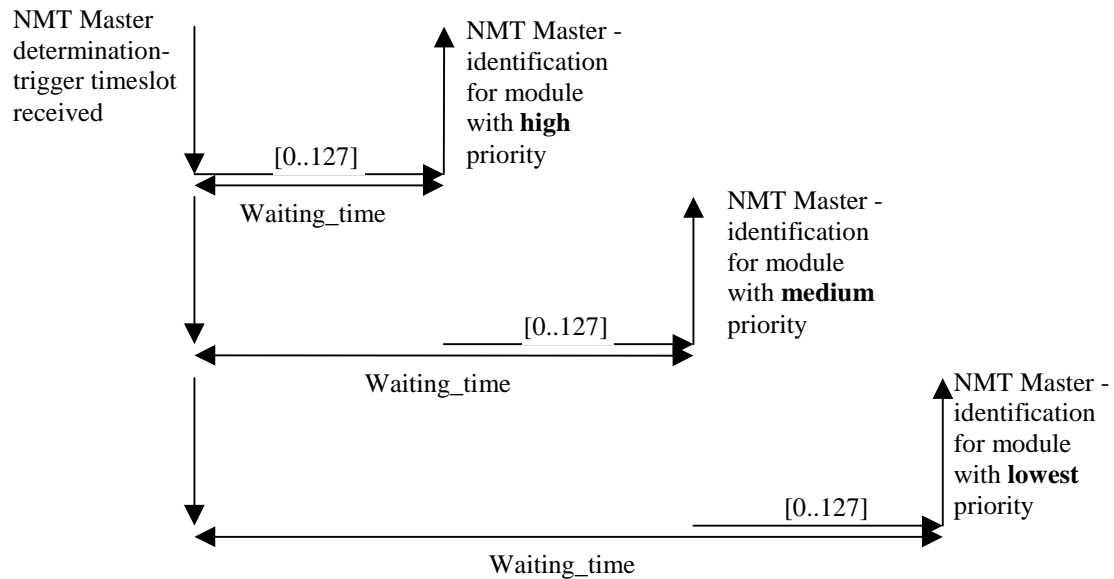 NMT Master
determination-
trigger timeslot
received
NMT Master -
identification
for module
with high
priority
[0..127]
Waiting_time
NMT Master -
identification
for module
with medium
priority
[0..127]
Waiting_time
NMT Master -
identification
for module
with lowest
priority
[0..127]
Waiting_time